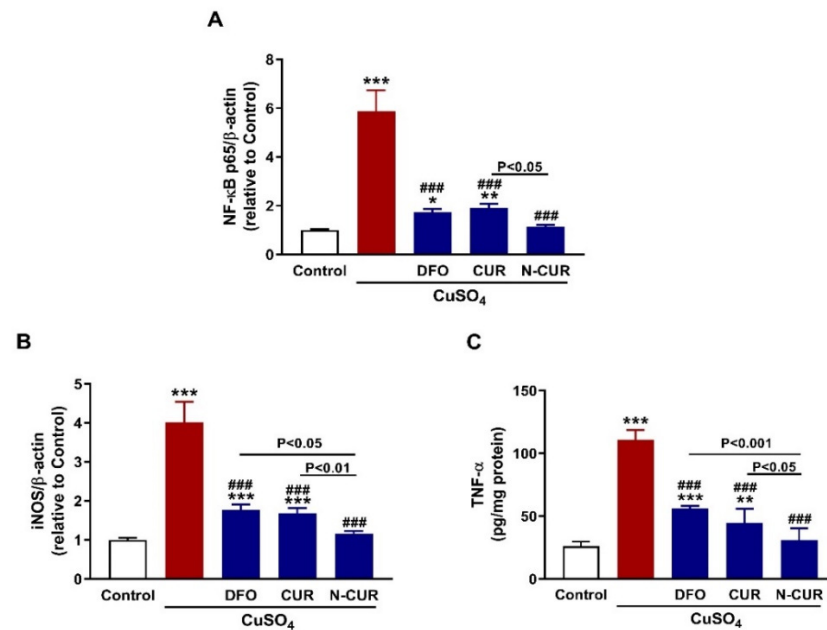 A
NF-κB p65/β-actin
(relative to Control)
8
6
4
2
0
***
###
*
###
**
P<0.05
###
Control
DFO
CUR
N-CUR
CuSO₄
B
iNOS/β-actin
(relative to Control)
5
4
3
2
1
0
***
P<0.05
P<0.01
###
***
###
***
###
Control
DFO
CUR
N-CUR
CuSO₄
C
TNF-α
(pg/mg protein)
150
100
50
0
***
P<0.001
P<0.05
###
***
###
**
###
Control
DFO
CUR
N-CUR
CuSO₄